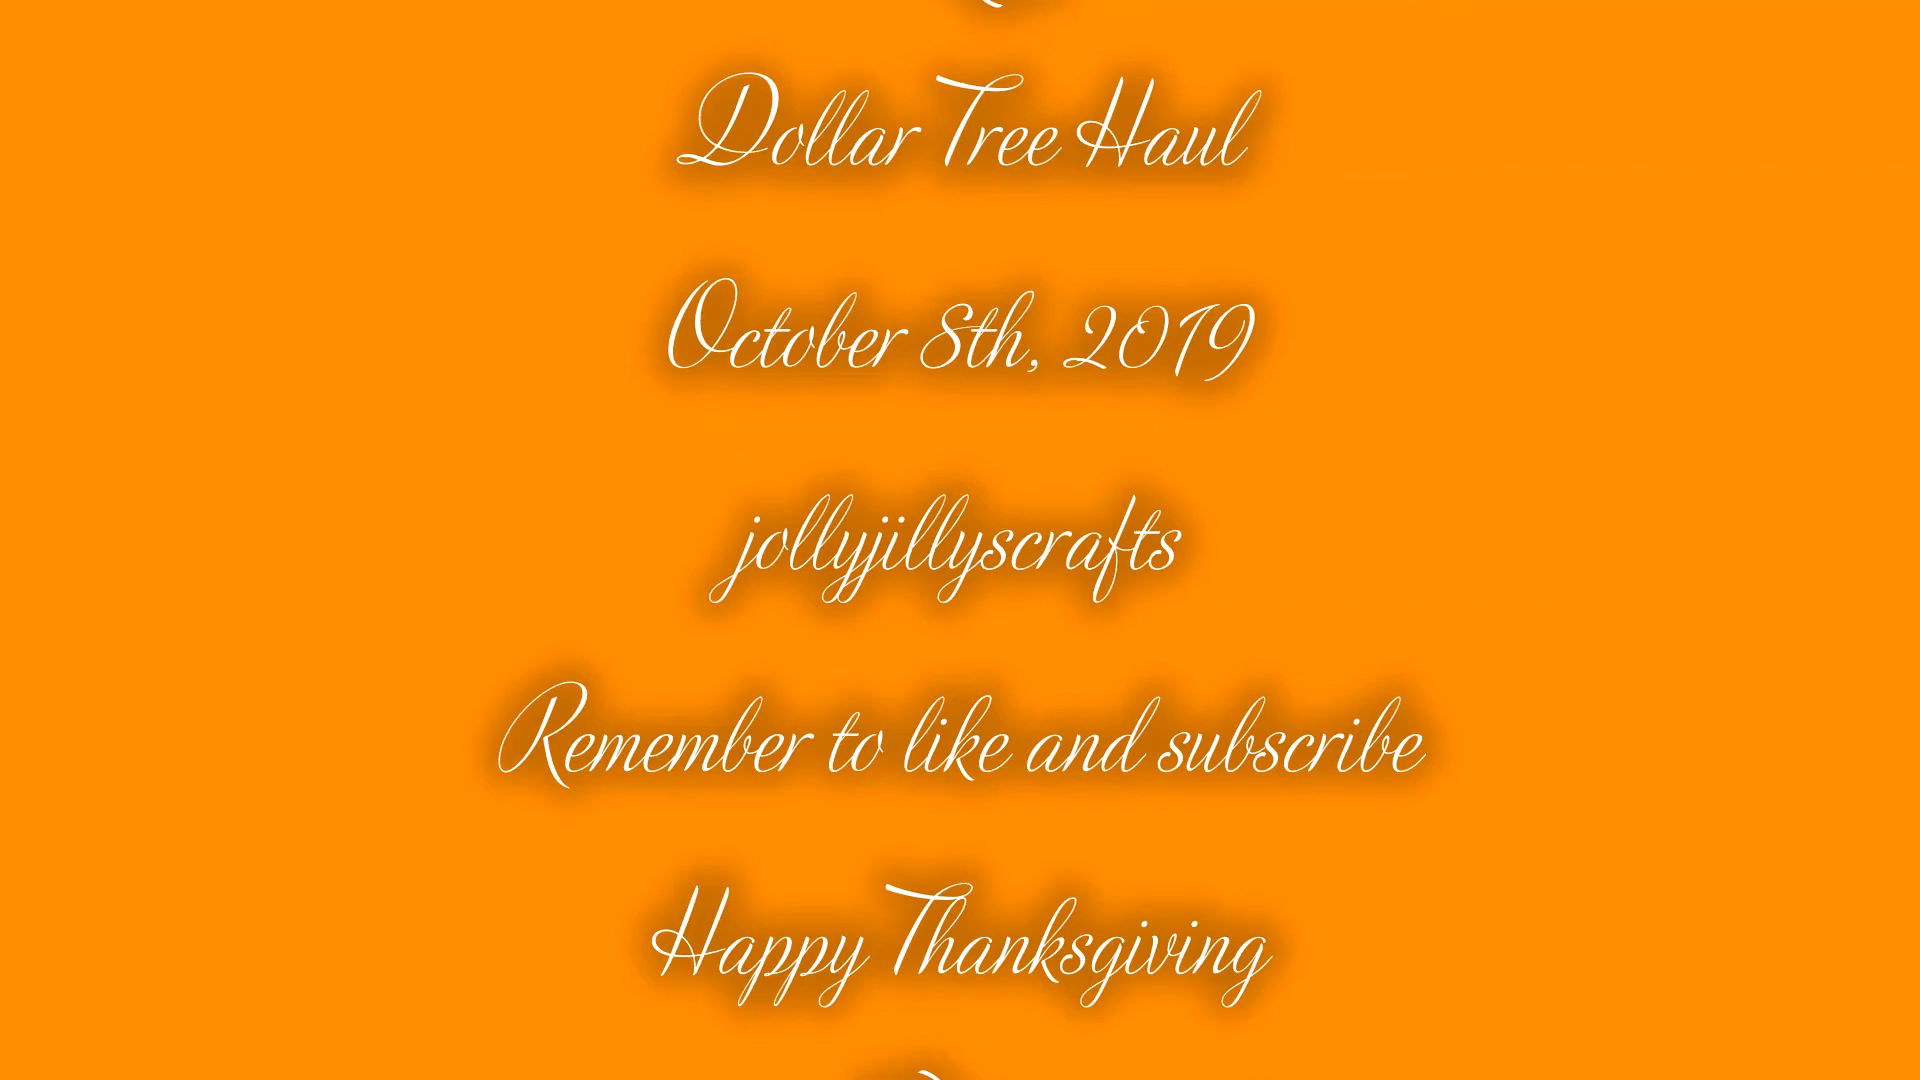 Dollar Tree Haul
October 8th, 2019
jollyjillyscrafts
Remember to like and subscribe
Happy Thanksgiving